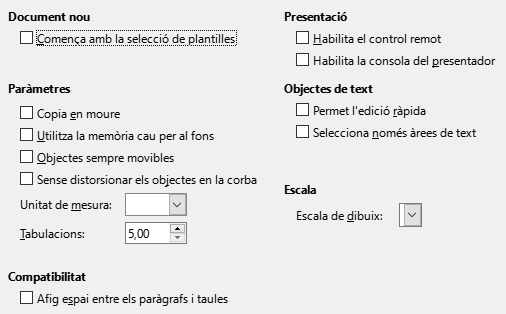 Document nou
Comença amb la selecció de plantilles
Paràmetres
Copia en moure
Utilitza la memòria cau per al fons
Objectes sempre movibles
Sense distorsionar els objectes en la corba
Unitat de mesura:
Tabulacions: 5,00
Compatibilitat
Afig espai entre els paràgrafs i taules
Presentació
Habilita el control remot
Habilita la consola del presentador
Objectes de text
Permet l'edició ràpida
Selecciona només àrees de text
Escala
Escala de dibuix: